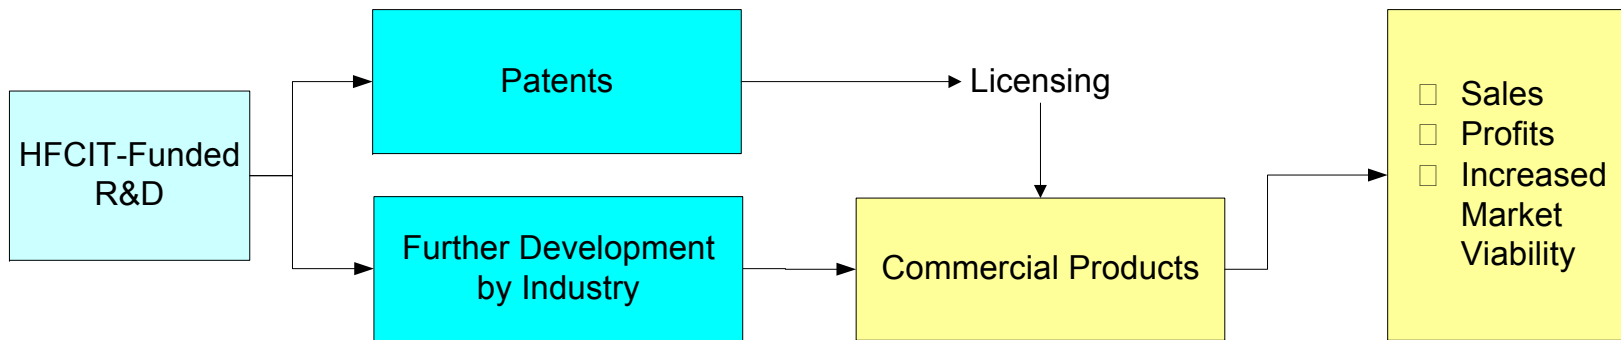 HFCIT-Funded
R&D
Patents
Licensing
Further Development
by Industry
Commercial Products
Sales
Profits
Increased
Market
Viability